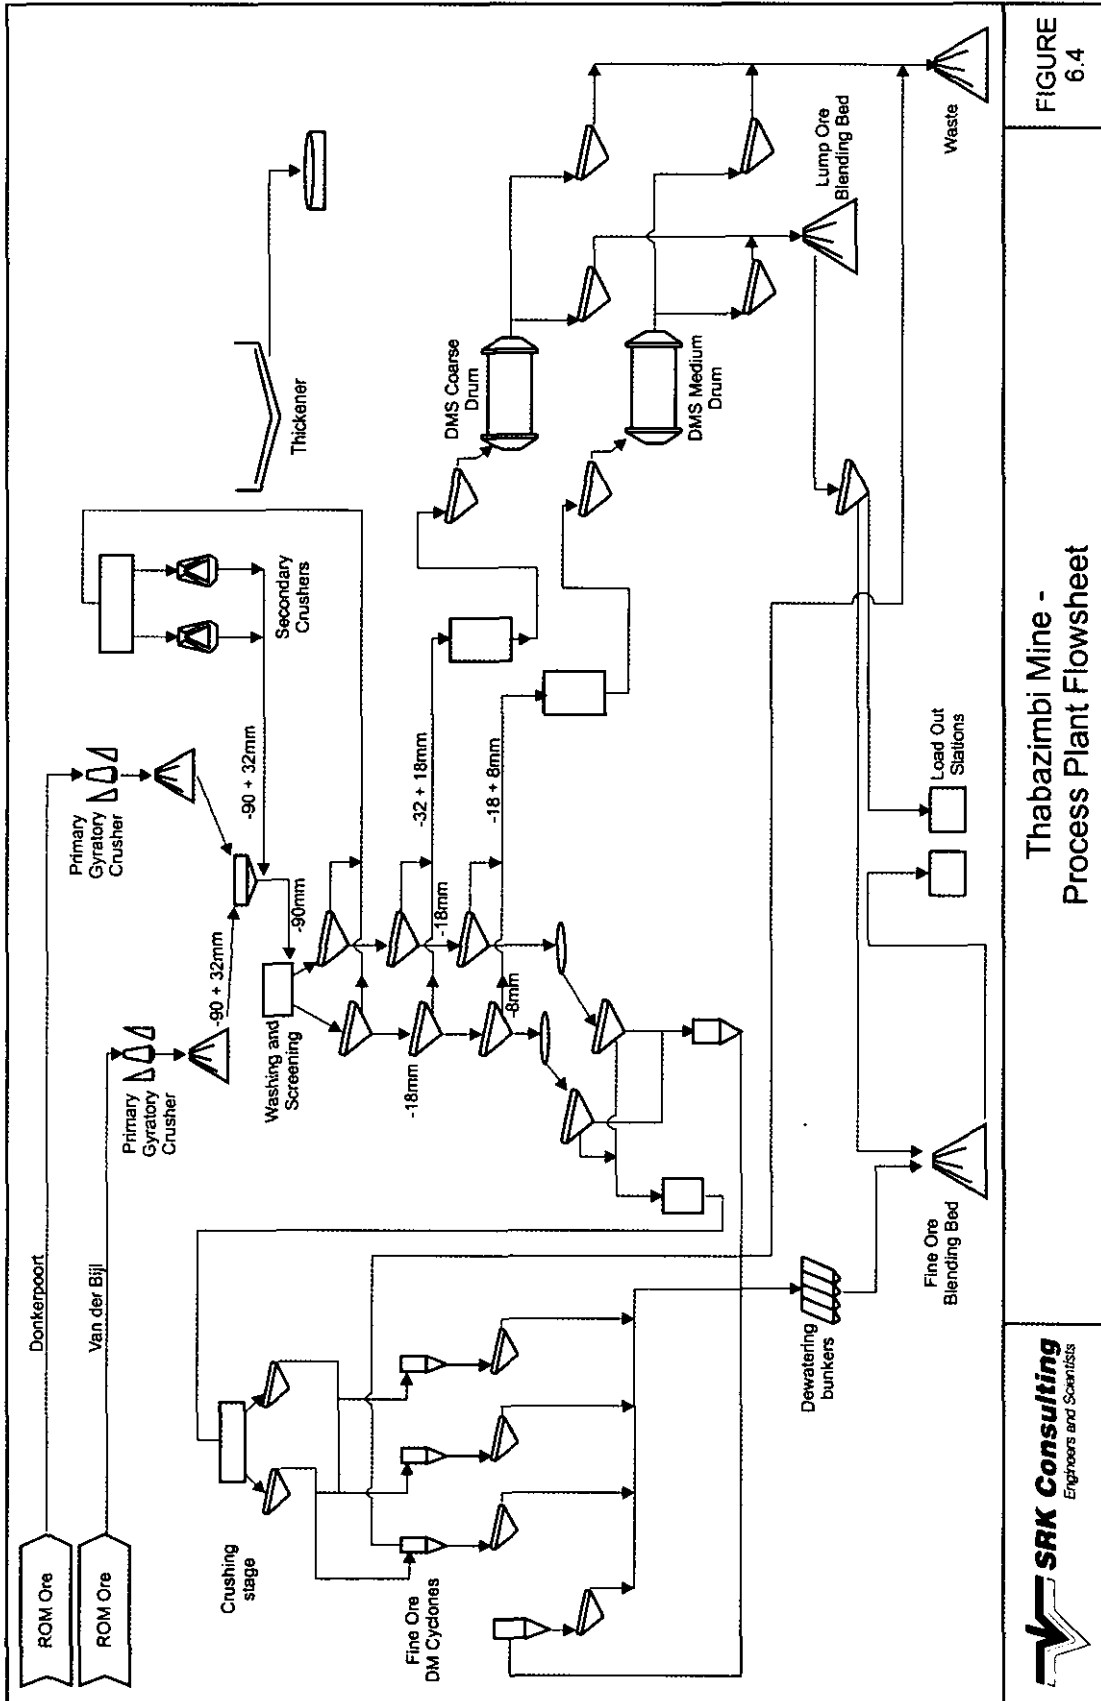 ROM Ore
Donkerpoort
ROM Ore
Van der Bijl
Primary
Gyratory
Crusher
Primary
Gyratory
Crusher
-90 + 32mm
-90 + 32mm
-90mm
Secondary
Crushers
Thickener
Washing and
Screening
-18mm
-18mm
-8mm
-32 + 18mm
-18 + 8mm
DMS Coarse
Drum
DMS Medium
Drum
Crushing
stage
Fine Ore
DM Cyclones
Dewatering
bunkers
Fine Ore
Blending Bed
Load Out
Stations
Lump Ore
Blending Bed
Waste
SRK Consulting
Engineers and Scientists
Thabazimbi Mine -
Process Plant Flowsheet
FIGURE
6.4